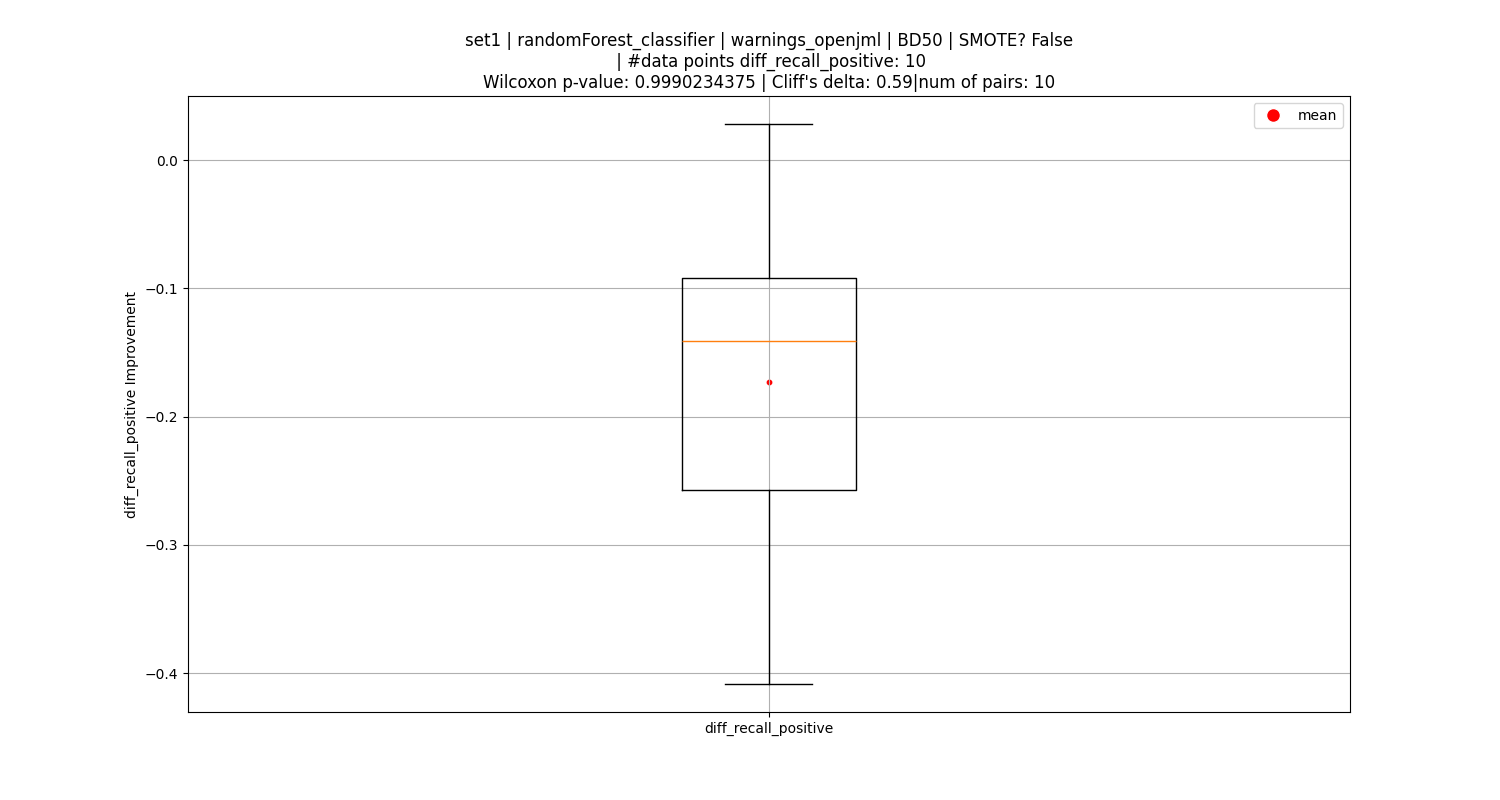 set1 | randomForest_classifier | warnings_openjml | BD50 | SMOTE? False
| #data points diff_recall_positive: 10
Wilcoxon p-value: 0.9990234375 | Cliff's delta: 0.59|num of pairs: 10
mean
0.0
−0.1
−0.2
−0.3
−0.4
diff_recall_positive Improvement
diff_recall_positive